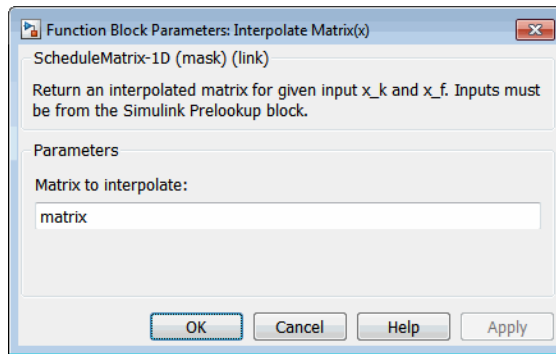 Function Block Parameters: Interpolate Matrix(x)
ScheduleMatrix-1D (mask) (link)
Return an interpolated matrix for given input x_k and x_f. Inputs must
be from the Simulink Prelookup block.
Parameters
Matrix to interpolate:
matrix
OK Cancel Help Apply